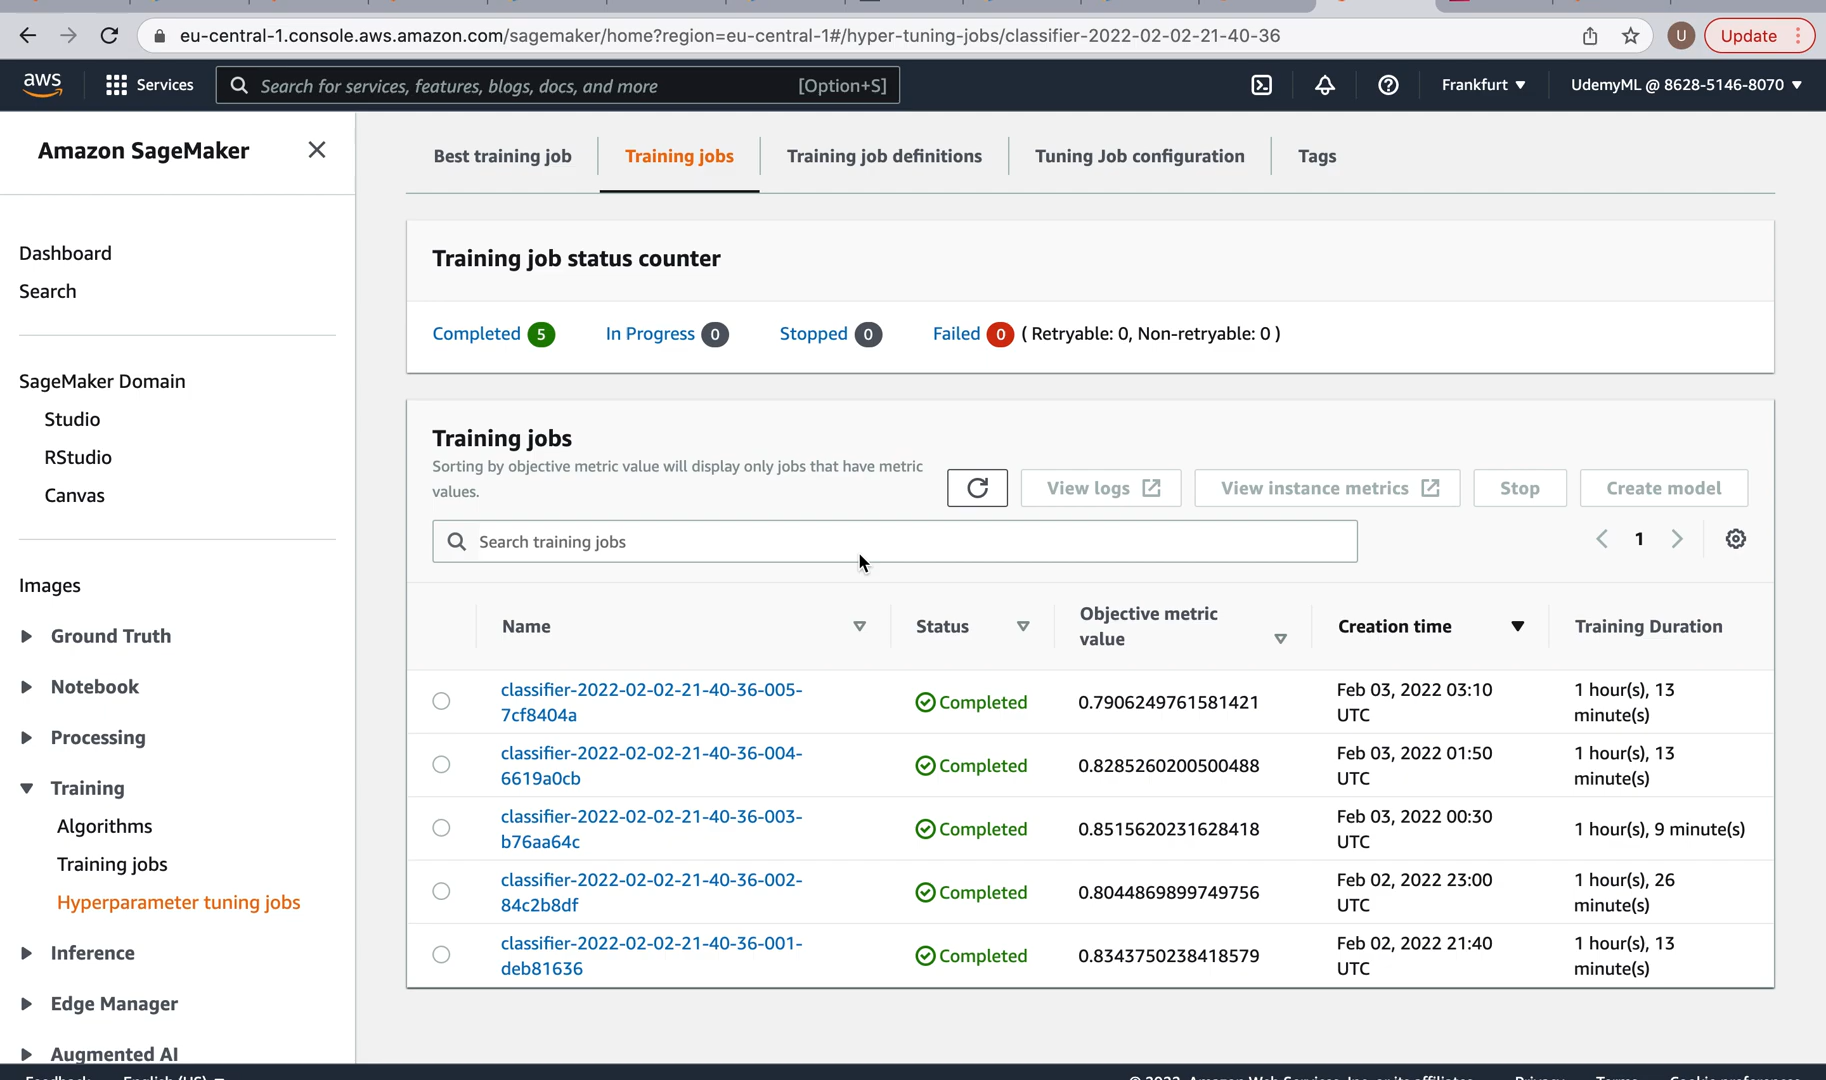 eu-central-1.console.aws.amazon.com/sagemaker/home?region=eu-central-1#/hyper-tuning-jobs/classifier-2022-02-02-21-40-36
U
Update
aws
Services
Search for services, features, blogs, docs, and more
[Option+S]
Frankfurt
UdemyML @ 8628-5146-8070
Amazon SageMaker
Dashboard
Search
SageMaker Domain
Studio
RStudio
Canvas
Images
Ground Truth
Notebook
Processing
Training
Algorithms
Training jobs
Hyperparameter tuning jobs
Inference
Edge Manager
Augmented AI
Best training job
Training jobs
Training job definitions
Tuning Job configuration
Tags
Training job status counter
Completed 5
In Progress 0
Stopped 0
Failed 0 ( Retryable: 0, Non-retryable: 0 )
Training jobs
Sorting by objective metric value will display only jobs that have metric
values.
View logs
View instance metrics
Stop
Create model
Search training jobs
1
Name
Status
Objective metric
value
Creation time
Training Duration
classifier-2022-02-02-21-40-36-005-
7cf8404a
Completed
0.7906249761581421
Feb 03, 2022 03:10
UTC
1 hour(s), 13
minute(s)
classifier-2022-02-02-21-40-36-004-
6619a0cb
Completed
0.8285260200500488
Feb 03, 2022 01:50
UTC
1 hour(s), 13
minute(s)
classifier-2022-02-02-21-40-36-003-
b76aa64c
Completed
0.8515620231628418
Feb 03, 2022 00:30
UTC
1 hour(s), 9 minute(s)
classifier-2022-02-02-21-40-36-002-
84c2b8df
Completed
0.8044869899749756
Feb 02, 2022 23:00
UTC
1 hour(s), 26
minute(s)
classifier-2022-02-02-21-40-36-001-
deb81636
Completed
0.8343750238418579
Feb 02, 2022 21:40
UTC
1 hour(s), 13
minute(s)